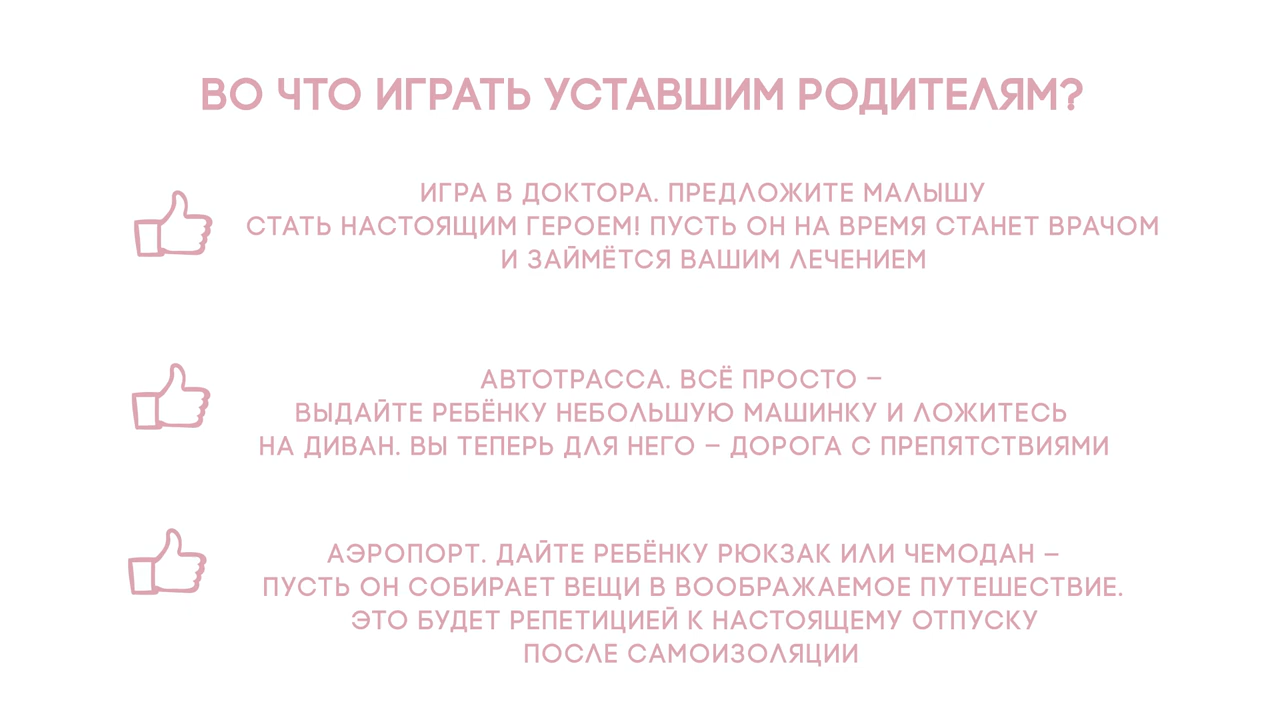 ВО ЧТО ИГРАТЬ УСТАВШИМ РОДИТЕЛЯМ?
ИГРА В ДОКТОРА. ПРЕДЛОЖИТЕ МАЛЫШУ
СТАТЬ НАСТОЯЩИМ ГЕРОЕМ! ПУСТЬ ОН НА ВРЕМЯ СТАНЕТ ВРАЧОМ
И ЗАЙМЁТСЯ ВАШИМ ЛЕЧЕНИЕМ
АВТОТРАССА. ВСЁ ПРОСТО –
ВЫДАЙТЕ РЕБЁНКУ НЕБОЛЬШУЮ МАШИНКУ И ЛОЖИТЕСЬ
НА ДИВАН. ВЫ ТЕПЕРЬ ДЛЯ НЕГО – ДОРОГА С ПРЕПЯТСТВИЯМИ
АЭРОПОРТ. ДАЙТЕ РЕБЁНКУ РЮКЗАК ИЛИ ЧЕМОДАН –
ПУСТЬ ОН СОБИРАЕТ ВЕЩИ В ВООБРАЖАЕМОЕ ПУТЕШЕСТВИЕ.
ЭТО БУДЕТ РЕПЕТИЦИЕЙ К НАСТОЯЩЕМУ ОТПУСКУ
ПОСЛЕ САМОИЗОЛЯЦИИ